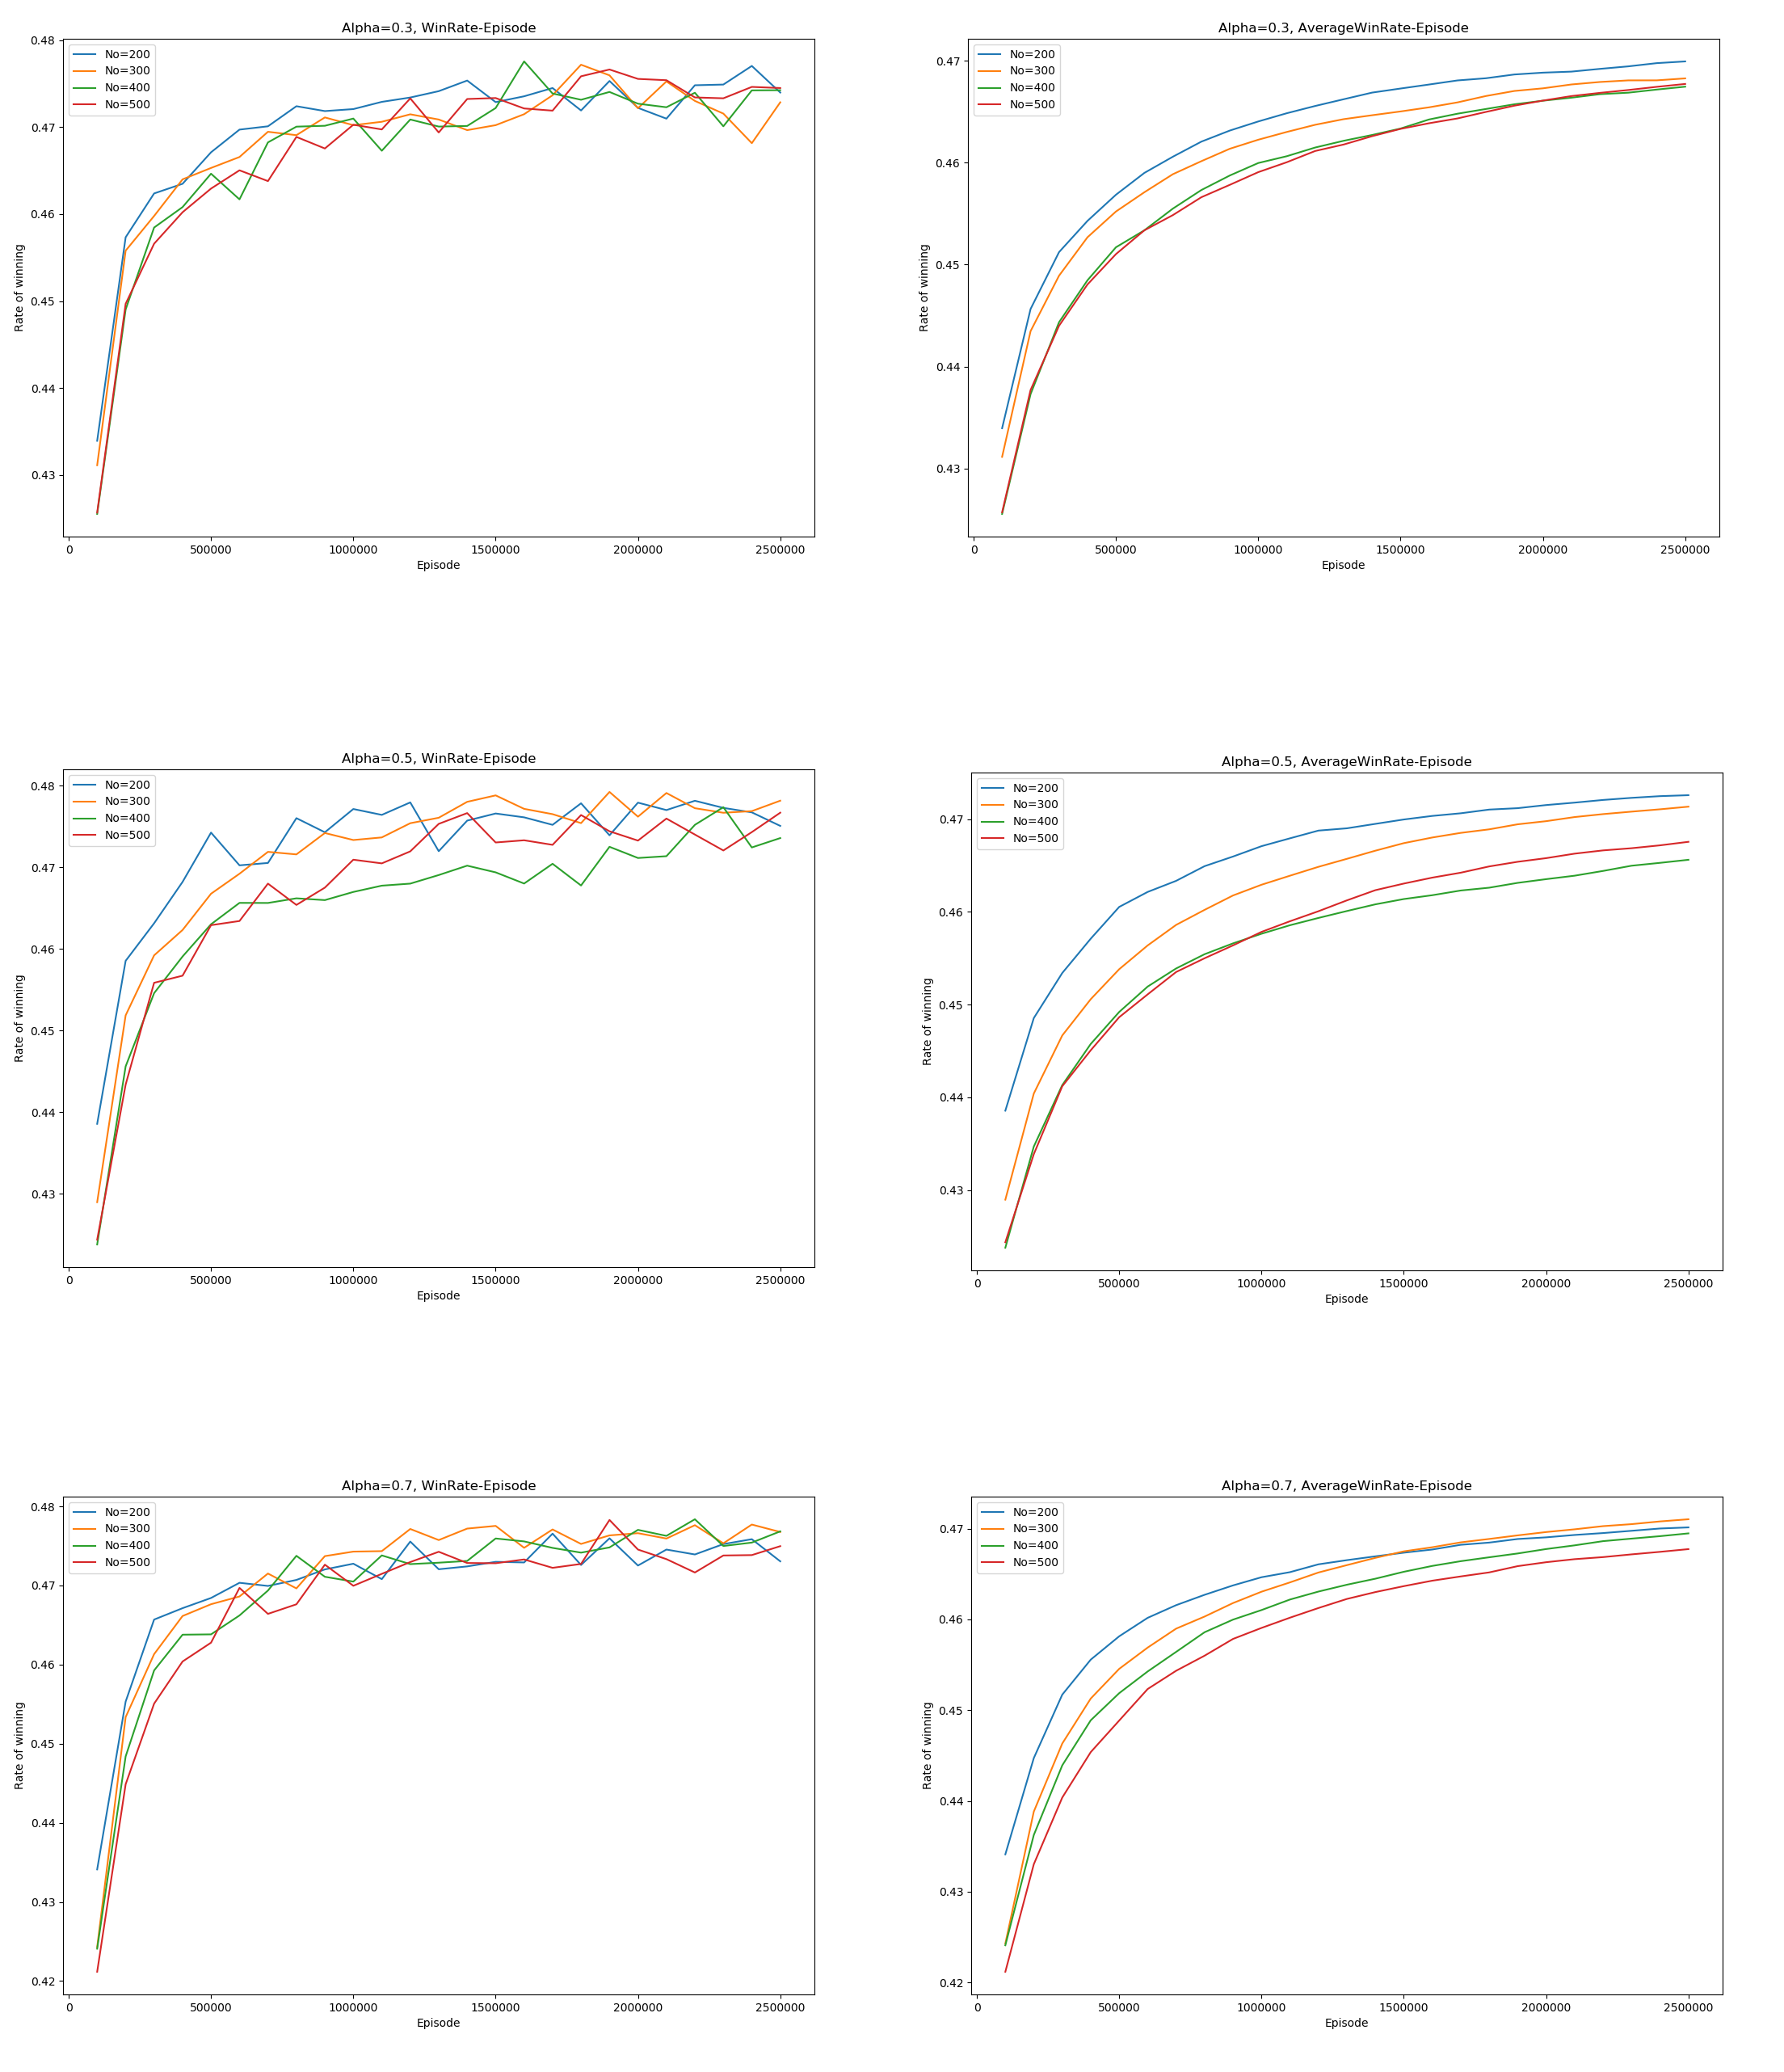 Alpha=0.3, WinRate-Episode
No=200
No=300
No=400
No=500
Rate of winning
0.48
0.47
0.46
0.45
0.44
0.43
0 500000 1000000 1500000 2000000 2500000
Episode
Alpha=0.3, AverageWinRate-Episode
No=200
No=300
No=400
No=500
Rate of winning
0.47
0.46
0.45
0.44
0.43
0 500000 1000000 1500000 2000000 2500000
Episode
Alpha=0.5, WinRate-Episode
No=200
No=300
No=400
No=500
Rate of winning
0.48
0.47
0.46
0.45
0.44
0.43
0 500000 1000000 1500000 2000000 2500000
Episode
Alpha=0.5, AverageWinRate-Episode
No=200
No=300
No=400
No=500
Rate of winning
0.47
0.46
0.45
0.44
0.43
0 500000 1000000 1500000 2000000 2500000
Episode
Alpha=0.7, WinRate-Episode
No=200
No=300
No=400
No=500
Rate of winning
0.48
0.47
0.46
0.45
0.44
0.43
0.42
0 500000 1000000 1500000 2000000 2500000
Episode
Alpha=0.7, AverageWinRate-Episode
No=200
No=300
No=400
No=500
Rate of winning
0.47
0.46
0.45
0.44
0.43
0.42
0 500000 1000000 1500000 2000000 2500000
Episode